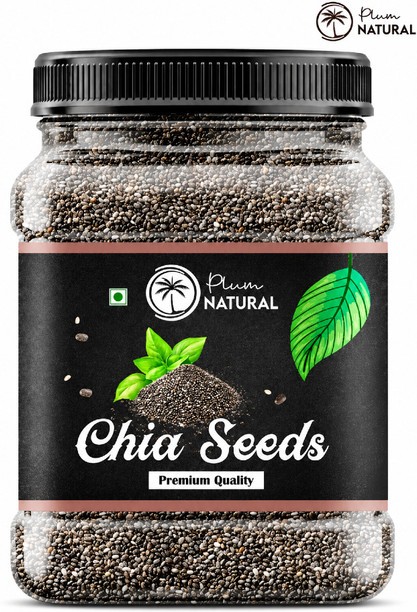 Plum
NATURAL
Plum
NATURAL
Chia Seeds
Premium Quality